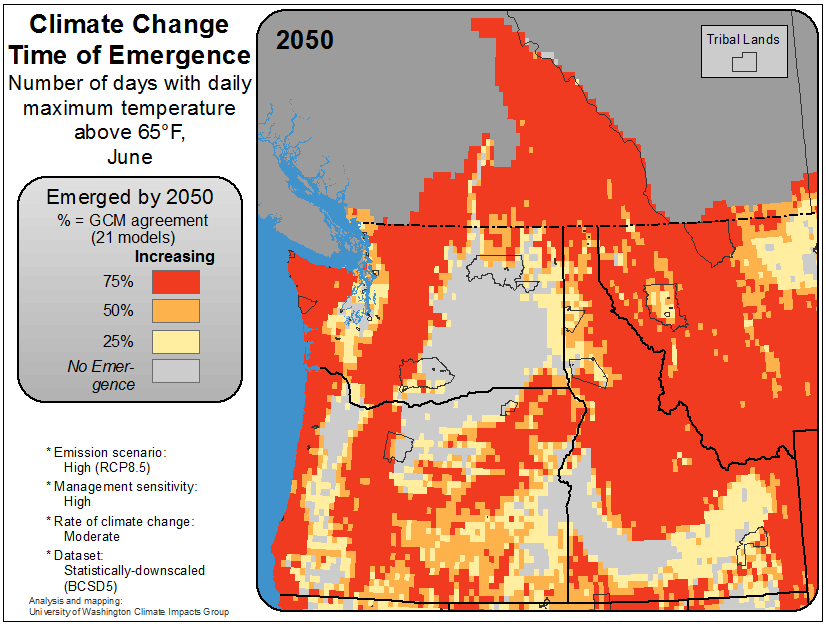 Climate Change
Time of Emergence
Number of days with daily
maximum temperature
above 65°F,
June
Emerged by 2050
% = GCM agreement
(21 models)
Increasing
75%
50%
25%
No Emer-
gence
* Emission scenario:
High (RCP8.5)
* Management sensitivity:
High
* Rate of climate change:
Moderate
* Dataset:
Statistically-downscaled
(BCSD5)
Analysis and mapping:
University of Washington Climate Impacts Group
2050
Tribal Lands